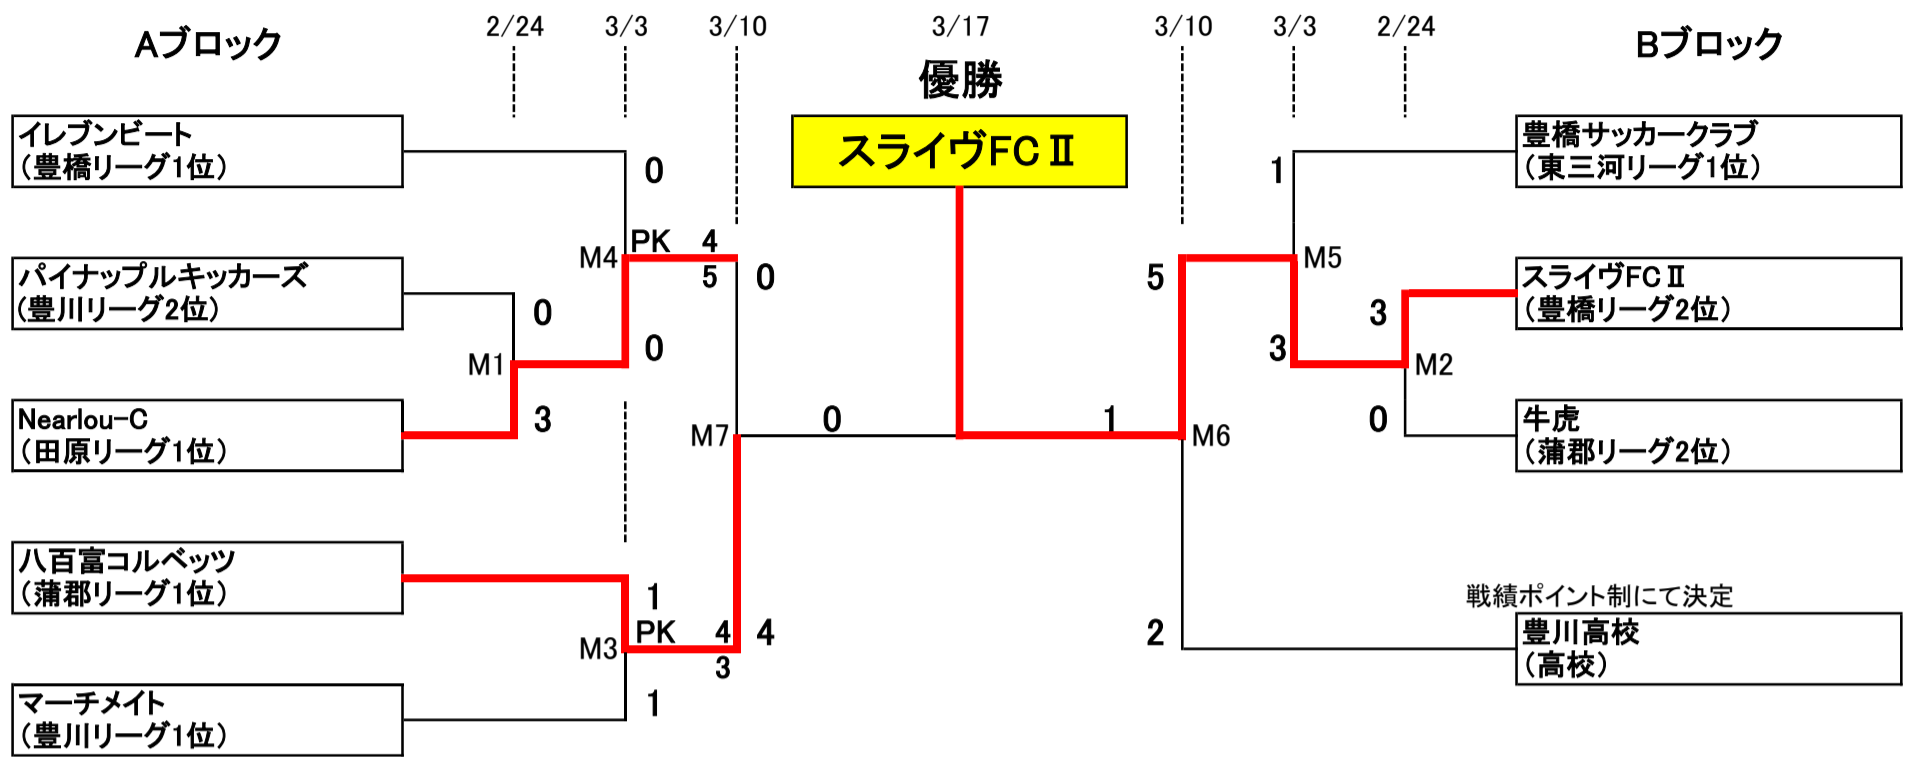 2/24
3/3
3/10
3/17
3/10
3/3
2/24
Aブロック
Bブロック
優勝
スライヴFCⅡ
イレブンビート
(豊橋リーグ1位)
0
パイナップルキッカーズ
(豊川リーグ2位)
0
M4
PK 4
5
0
0
M1
Nearlou-C
(田原リーグ1位)
3
M7
0
八百富コルベッツ
(蒲郡リーグ1位)
1
PK 4
M3
3
4
マーチメイト
(豊川リーグ1位)
1
豊橋サッカークラブ
(東三河リーグ1位)
1
M5
5
スライヴFCⅡ
(豊橋リーグ2位)
3
3
M2
牛虎
(蒲郡リーグ2位)
0
1
M6
戦績ポイント制にて決定
豊川高校
(高校)
2